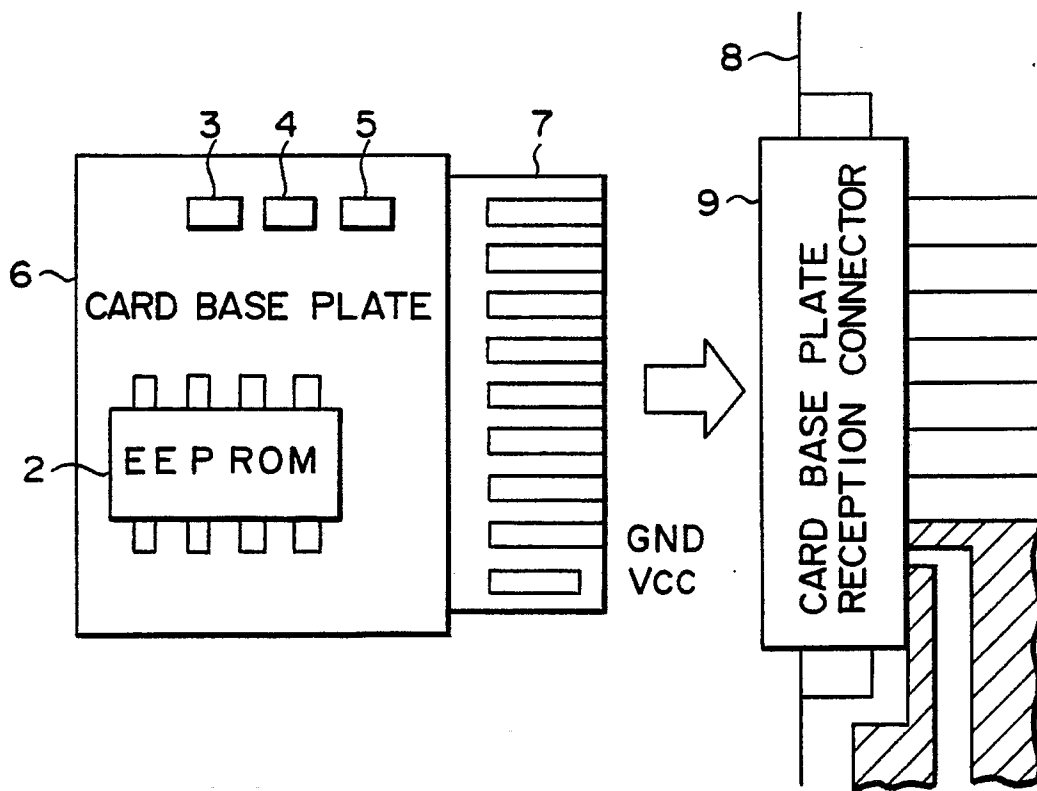 8
3 4 5 7
9
6
CARD BASE PLATE
CARD BASE PLATE
RECEPTION CONNECTOR
2
EEPROM
GND
VCC